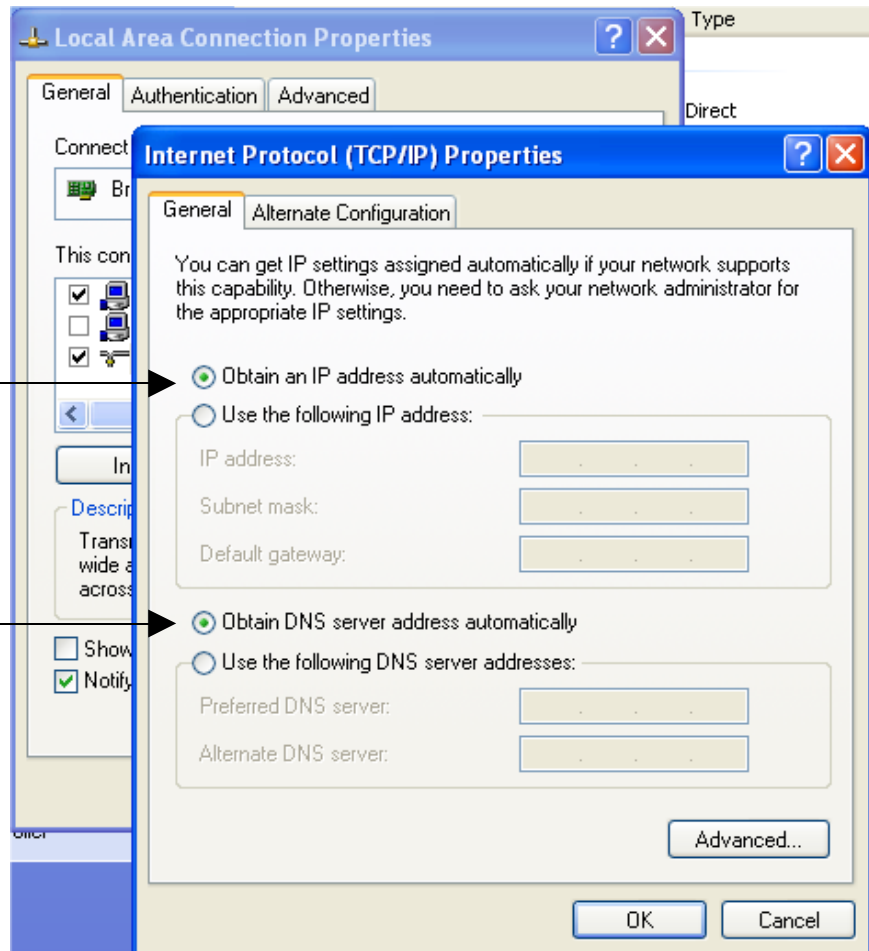 Type
Local Area Connection Properties
General Authentication Advanced
Direct
Connect
Internet Protocol (TCP/IP) Properties
Br
General Alternate Configuration
This con
You can get IP settings assigned automatically if your network supports
this capability. Otherwise, you need to ask your network administrator for
the appropriate IP settings.
Obtain an IP address automatically
Use the following IP address:
In
IP address:
Subnet mask:
Default gateway:
Descrip
Transm
wide a
across
Obtain DNS server address automatically
Show
Use the following DNS server addresses:
Notify
Preferred DNS server:
Alternate DNS server:
Advanced...
OK Cancel